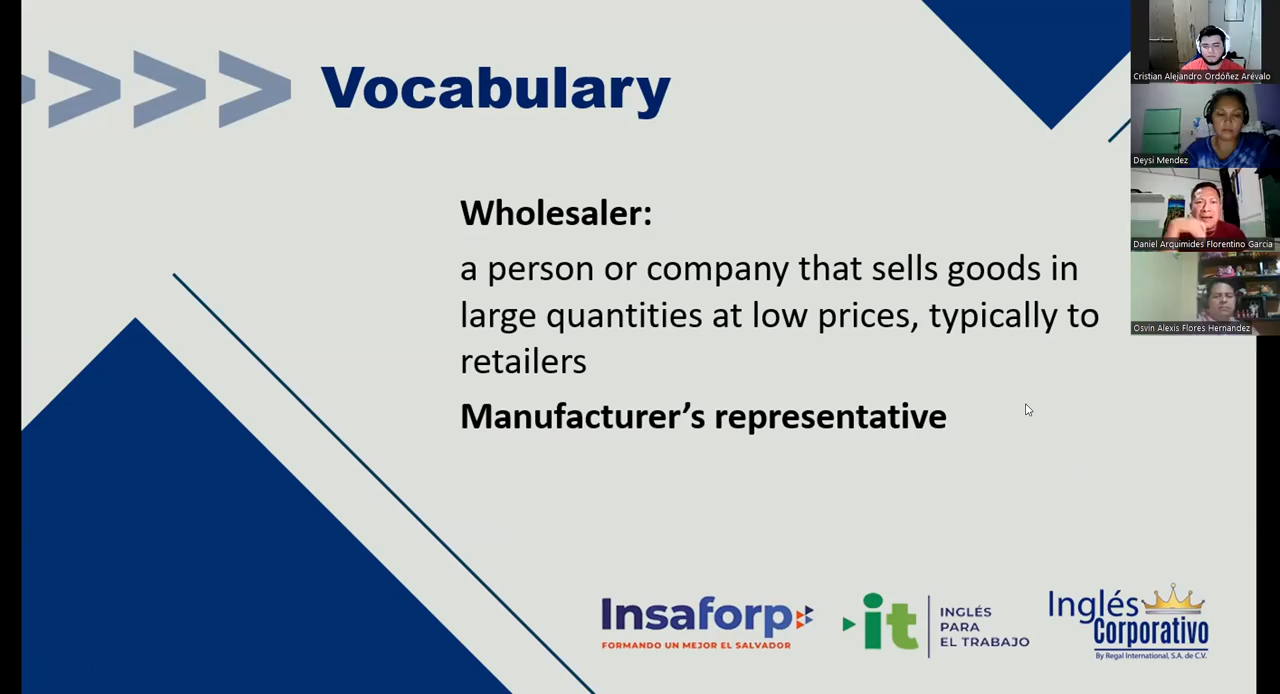 Vocabulary
Wholesaler:
a person or company that sells goods in
large quantities at low prices, typically to
retailers
Manufacturer's representative
Cristian Alejandro Ordóñez Arévalo
Deysi Mendez
Daniel Arquimides Florentino Garcia
Osvin Alexis Flores Hernandez
Insaforp
FORMANDO UN MEJOR EL SALVADOR
it
INGLÉS
PARA
EL TRABAJO
Inglés
Corporativo
By Regal International, S.A. de C.V.